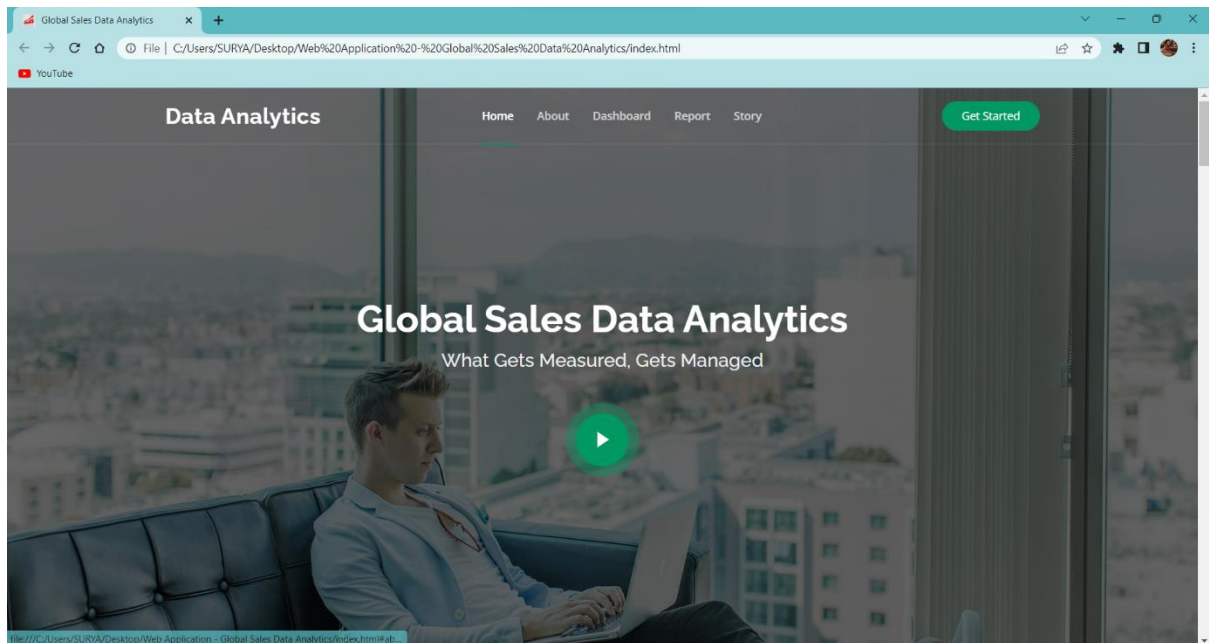 Global Sales Data Analytics
File | C:/Users/SURYA/Desktop/Web%20Application%20-%20Global%20Sales%20Data%20Analytics/index.html
YouTube
Data Analytics Home About Dashboard Report Story Get Started
Global Sales Data Analytics
What Gets Measured, Gets Managed
file:///C:/Users/SURYA/Desktop/Web Application - Global Sales Data Analytics/index.html#ab...